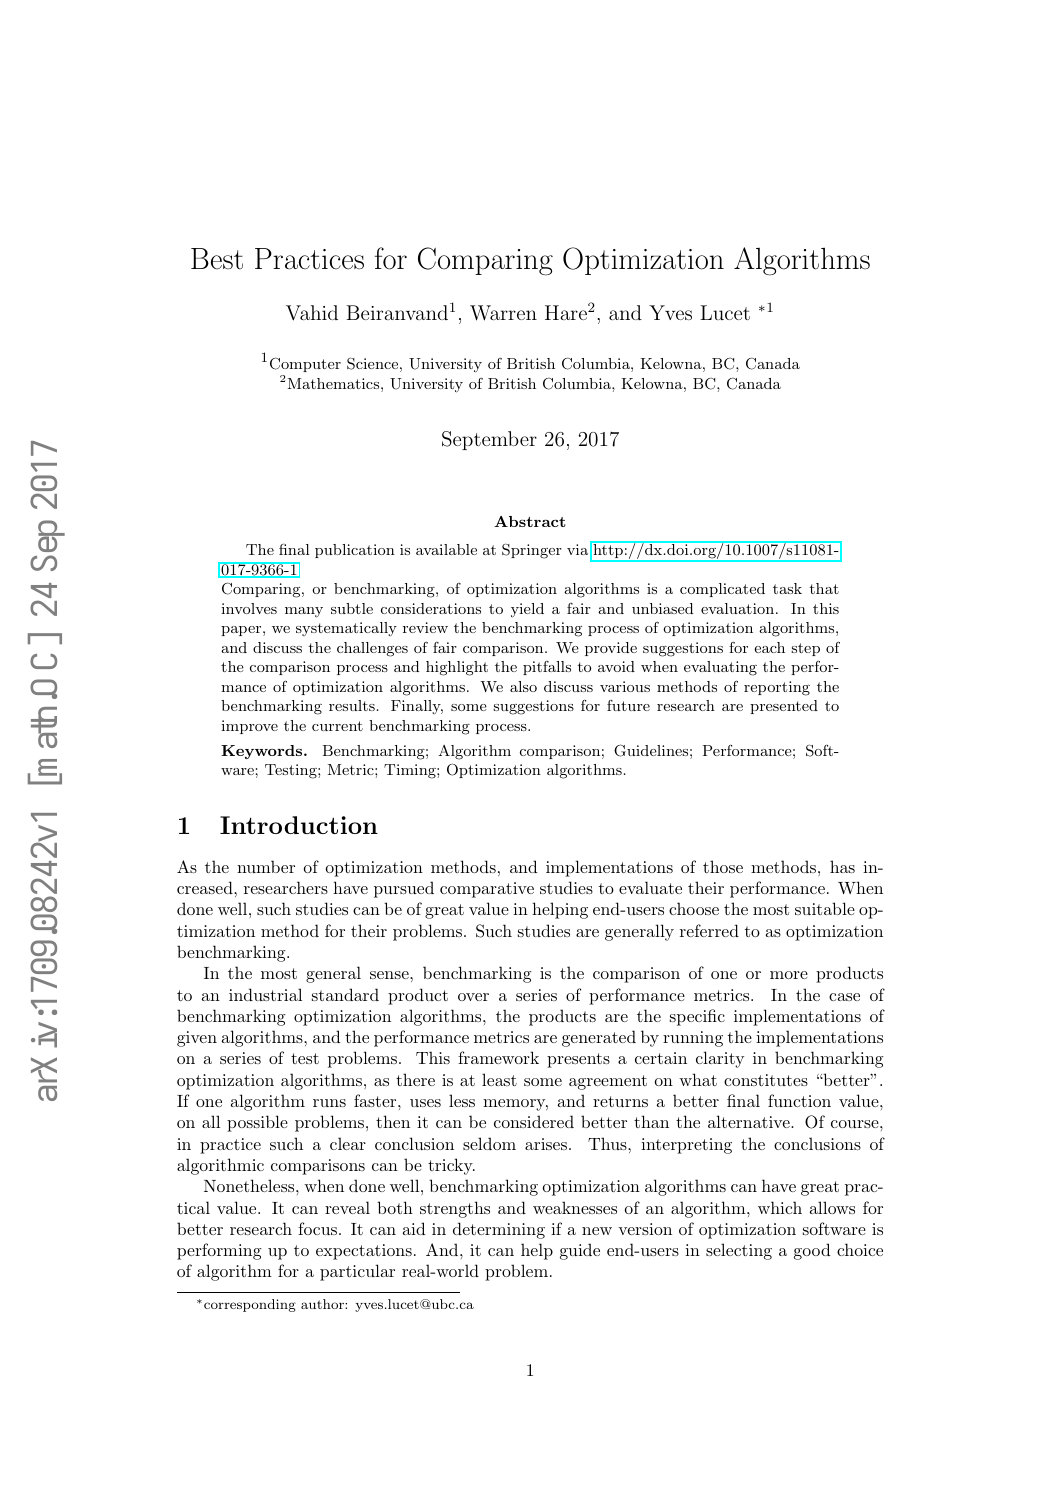 Best Practices for Comparing Optimization Algorithms
Vahid Beiranvand1, Warren Hare2, and Yves Lucet *1
1Computer Science, University of British Columbia, Kelowna, BC, Canada
2Mathematics, University of British Columbia, Kelowna, BC, Canada
September 26, 2017
arXiv:1709.08242v1 [math.OC] 24 Sep 2017
Abstract
The final publication is available at Springer via http://dx.doi.org/10.1007/s11081-
017-9366-1
Comparing, or benchmarking, of optimization algorithms is a complicated task that
involves many subtle considerations to yield a fair and unbiased evaluation. In this
paper, we systematically review the benchmarking process of optimization algorithms,
and discuss the challenges of fair comparison. We provide suggestions for each step of
the comparison process and highlight the pitfalls to avoid when evaluating the perfor-
mance of optimization algorithms. We also discuss various methods of reporting the
benchmarking results. Finally, some suggestions for future research are presented to
improve the current benchmarking process.
Keywords. Benchmarking; Algorithm comparison; Guidelines; Performance; Soft-
ware; Testing; Metric; Timing; Optimization algorithms.
1 Introduction
As the number of optimization methods, and implementations of those methods, has in-
creased, researchers have pursued comparative studies to evaluate their performance. When
done well, such studies can be of great value in helping end-users choose the most suitable op-
timization method for their problems. Such studies are generally referred to as optimization
benchmarking.
In the most general sense, benchmarking is the comparison of one or more products
to an industrial standard product over a series of performance metrics. In the case of
benchmarking optimization algorithms, the products are the specific implementations of
given algorithms, and the performance metrics are generated by running the implementations
on a series of test problems. This framework presents a certain clarity in benchmarking
optimization algorithms, as there is at least some agreement on what constitutes “better”.
If one algorithm runs faster, uses less memory, and returns a better final function value,
on all possible problems, then it can be considered better than the alternative. Of course,
in practice such a clear conclusion seldom arises. Thus, interpreting the conclusions of
algorithmic comparisons can be tricky.
Nonetheless, when done well, benchmarking optimization algorithms can have great prac-
tical value. It can reveal both strengths and weaknesses of an algorithm, which allows for
better research focus. It can aid in determining if a new version of optimization software is
performing up to expectations. And, it can help guide end-users in selecting a good choice
of algorithm for a particular real-world problem.
*corresponding author: yves.lucet@ubc.ca
1